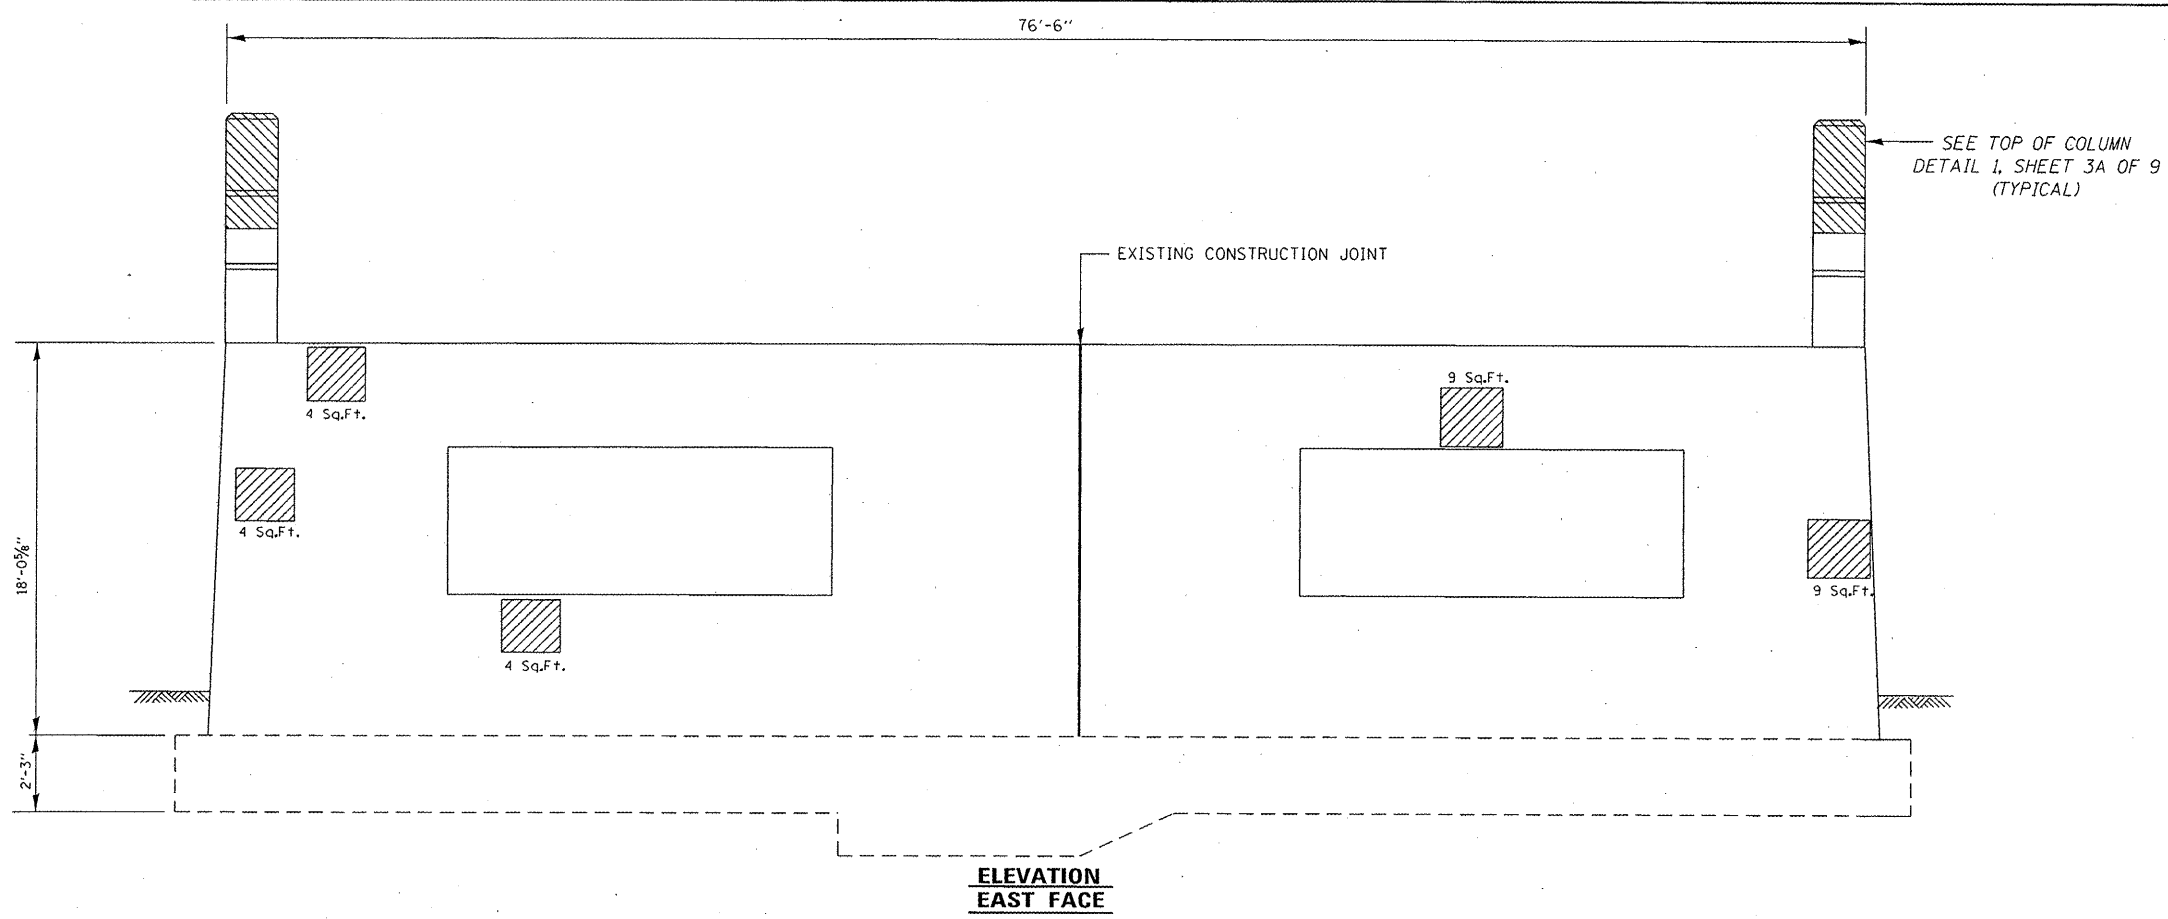 76'-6"
SEE TOP OF COLUMN
DETAIL 1, SHEET 3A OF 9
(TYPICAL)
EXISTING CONSTRUCTION JOINT
9 Sq.Ft.
4 Sq.Ft.
4 Sq.Ft.
18'-0⅝"
9 Sq.Ft.
4 Sq.Ft.
2'-3"
ELEVATION
EAST FACE